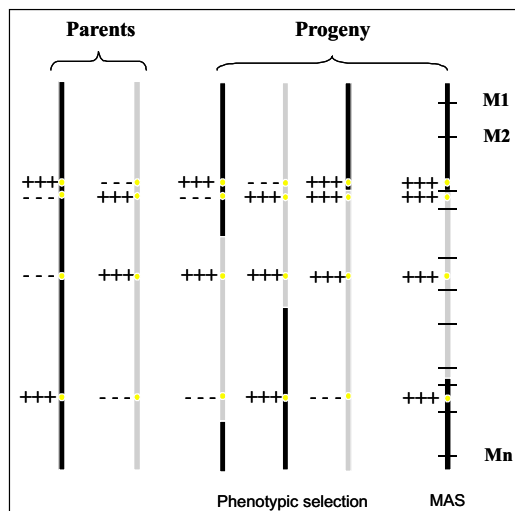 Parents Progeny
M1
M2
+++ - - - +++ - - - +++ +++
- - - +++ - - - +++ +++ +++
- - - +++ +++ +++ +++ +++
+++ - - - - - - +++ - - - +++
Mn
Phenotypic selection MAS